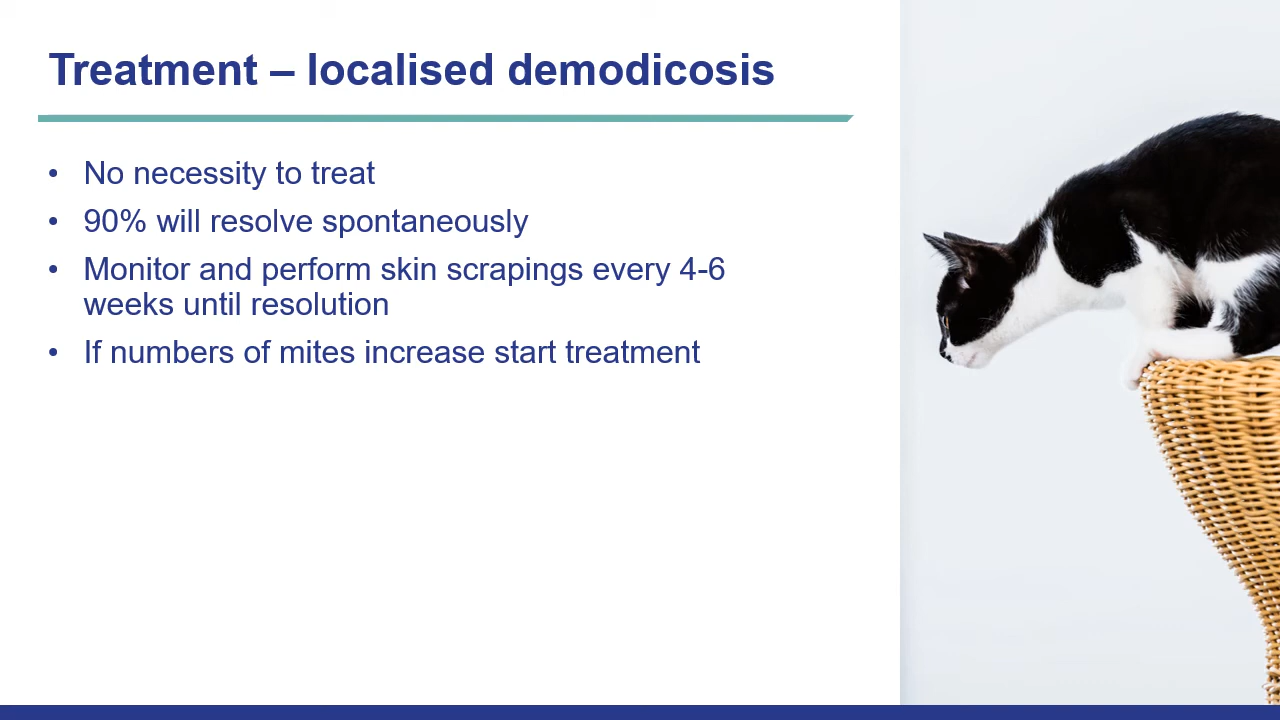 Treatment – localised demodicosis
• No necessity to treat
• 90% will resolve spontaneously
• Monitor and perform skin scrapings every 4-6
weeks until resolution
• If numbers of mites increase start treatment